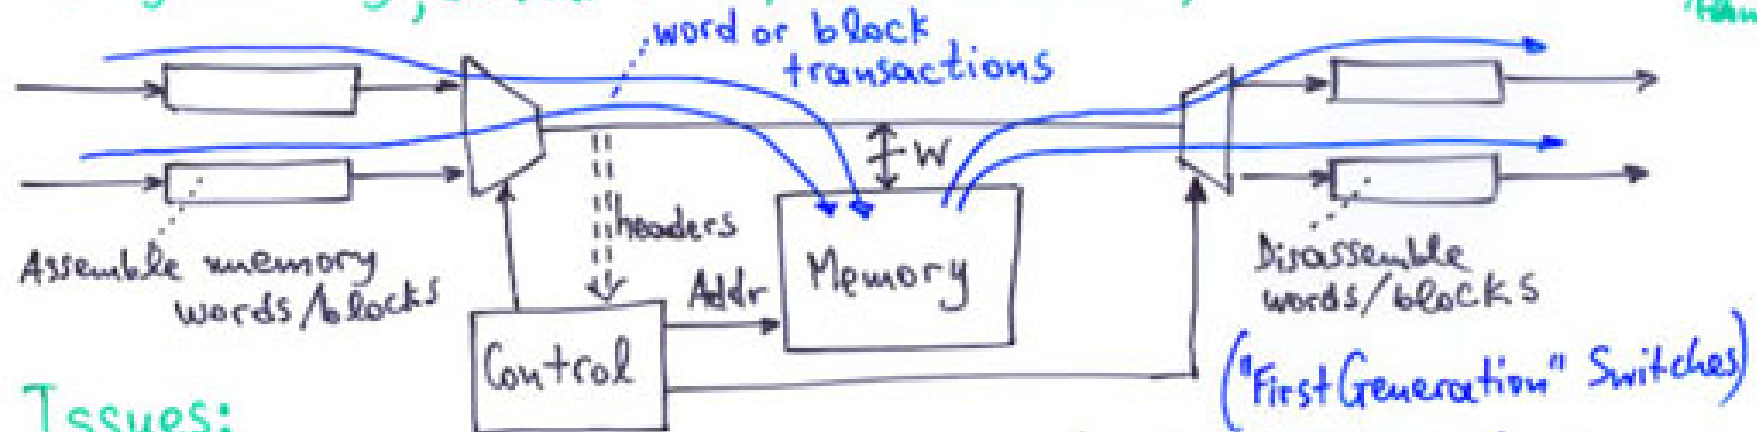 word or block
transactions
W
headers
Assemble memory
words/blocks
Addr
Memory
Control
Disassemble
words/blocks
("First Generation" Switches)
Issues: